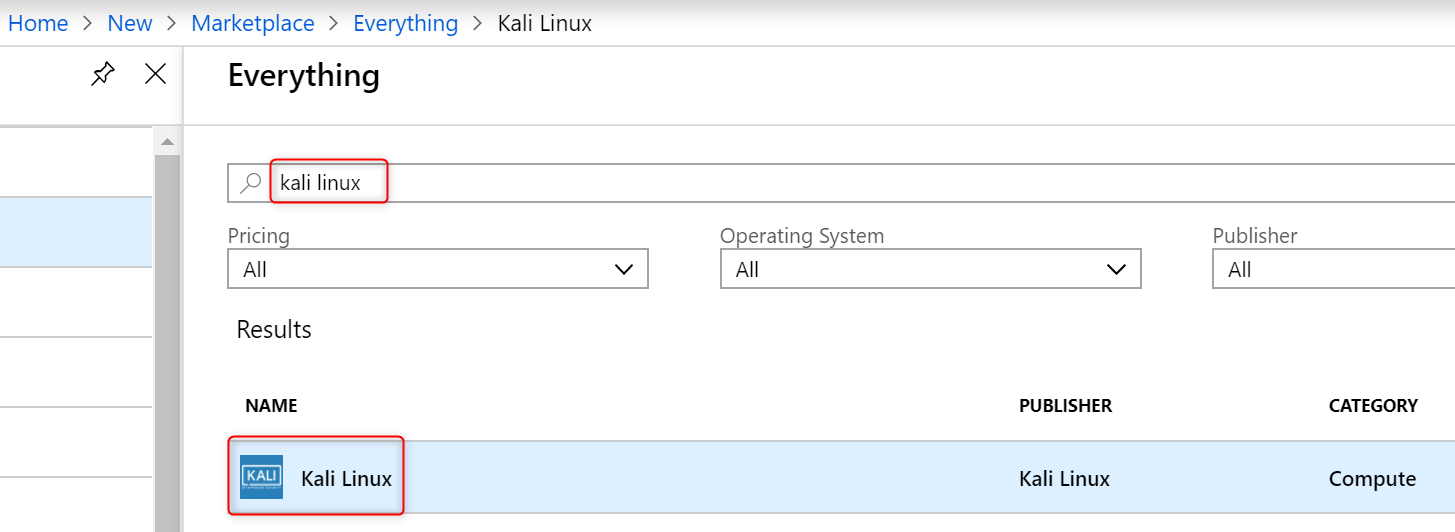 Home > New > Marketplace > Everything > Kali Linux
Everything
kali linux
Pricing Operating System Publisher
All All All
Results
NAME PUBLISHER CATEGORY
KALI Kali Linux Kali Linux Compute